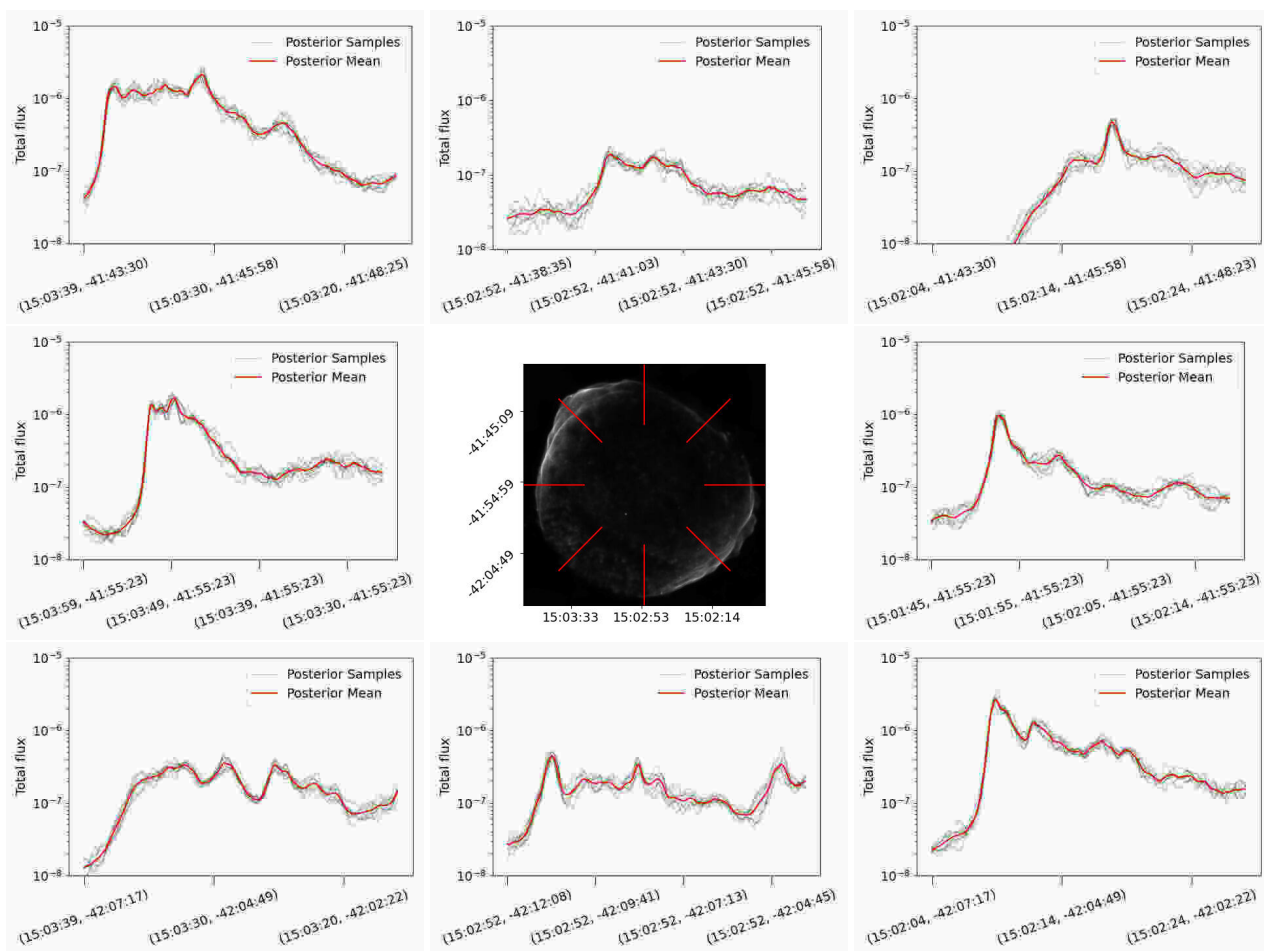 10−5
Posterior Samples
Posterior Mean
10−6
Total flux
10−7
10−8
(15:03:39, -41:43:30)
(15:03:30, -41:45:58)
(15:03:20, -41:48:25)
10−5
Posterior Samples
Posterior Mean
10−6
Total flux
10−7
10−8
(15:02:52, -41:38:35)
(15:02:52, -41:41:03)
(15:02:52, -41:43:30)
(15:02:52, -41:45:58)
10−5
Posterior Samples
Posterior Mean
10−6
Total flux
10−7
10−8
(15:02:04, -41:43:30)
(15:02:14, -41:45:58)
(15:02:24, -41:48:23)
10−5
Posterior Samples
Posterior Mean
10−6
Total flux
10−7
10−8
(15:03:59, -41:55:23)
(15:03:49, -41:55:23)
(15:03:39, -41:55:23)
(15:03:30, -41:55:23)
-41:45:09
-41:54:59
-42:04:49
15:03:33
15:02:53
15:02:14
10−5
Posterior Samples
Posterior Mean
10−6
Total flux
10−7
10−8
(15:01:45, -41:55:23)
(15:01:55, -41:55:23)
(15:02:05, -41:55:23)
(15:02:14, -41:55:23)
10−5
Posterior Samples
Posterior Mean
10−6
Total flux
10−7
10−8
(15:03:39, -42:07:17)
(15:03:30, -42:04:49)
(15:03:20, -42:02:22)
10−5
Posterior Samples
Posterior Mean
10−6
Total flux
10−7
10−8
(15:02:52, -42:12:08)
(15:02:52, -42:09:41)
(15:02:52, -42:07:13)
(15:02:52, -42:04:45)
10−5
Posterior Samples
Posterior Mean
10−6
Total flux
10−7
10−8
(15:02:04, -42:07:17)
(15:02:14, -42:04:49)
(15:02:24, -42:02:22)